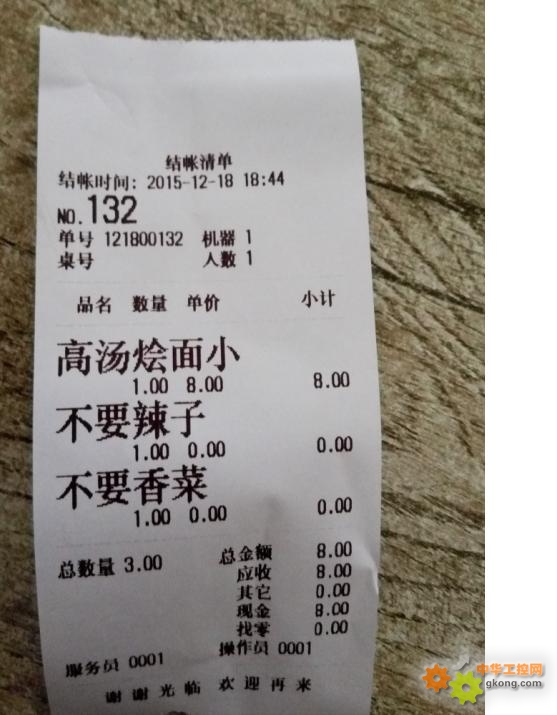 结帐清单
结帐时间: 2015-12-18 18:44
NO.132
单号 121800132 机器 1
桌号 人数 1
品名 数量 单价 小计
高汤烩面小
1.00 8.00 8.00
不要辣子
1.00 0.00 0.00
不要香菜
1.00 0.00 0.00
总数量 3.00 总金额 8.00
应收 8.00
其它 0.00
现金 8.00
找零 0.00
服务员 0001 操作员 0001
谢谢光临 欢迎再来
中华工控网
gkong.com